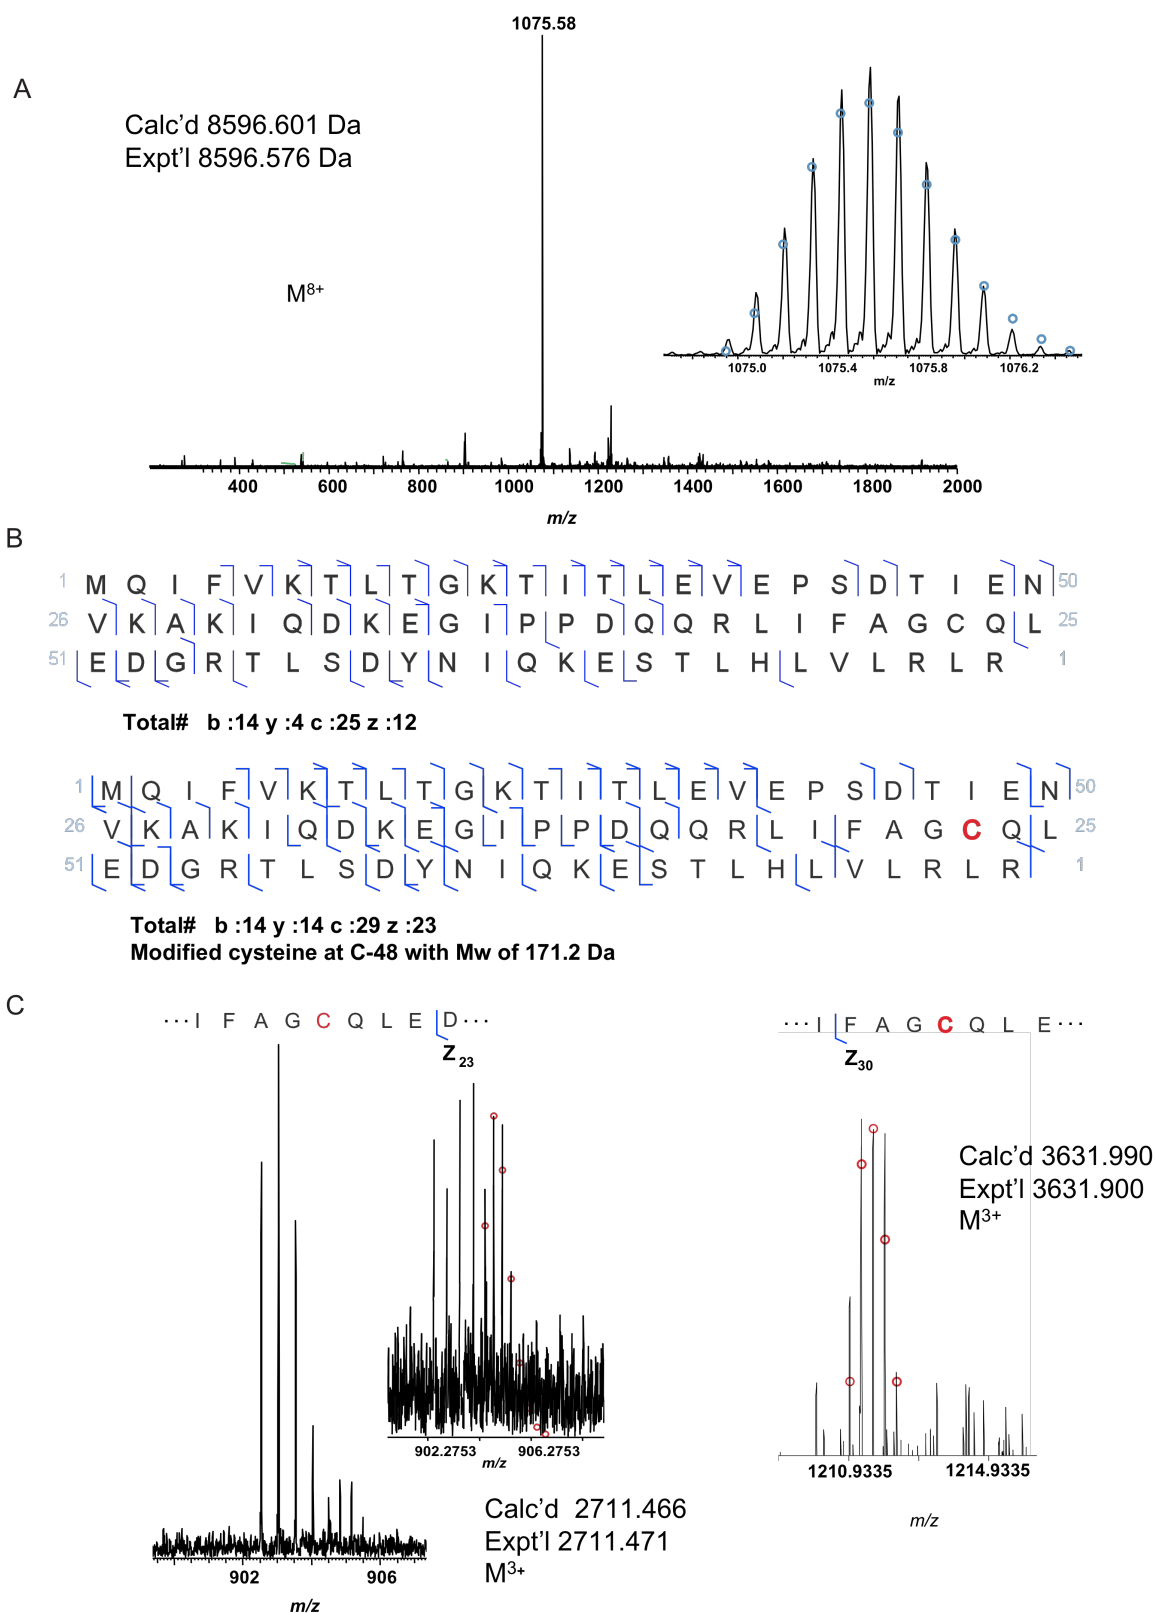 A
1075.58
Calc’d 8596.601 Da
Expt’l 8596.576 Da
M8+
1075.0 1075.4 1075.8 1076.2
m/z
400 600 800 1000 1200 1400 1600 1800 2000
m/z
B
1 M Q I F V K T L T G K T I T L E V E P S D T I E N 50
26 V K A K I Q D K E G I P P D Q Q R L I F A G C Q L 25
51 E D G R T L S D Y N I Q K E S T L H L V L R L R 1
Total# b :14 y :4 c :25 z :12
1 M Q I F V K T L T G K T I T L E V E P S D T I E N 50
26 V K A K I Q D K E G I P P D Q Q R L I F A G C Q L 25
51 E D G R T L S D Y N I Q K E S T L H L V L R L R 1
Total# b :14 y :14 c :29 z :23
Modified cysteine at C-48 with Mw of 171.2 Da
C
···I F A G C Q L E D···
Z23
902.2753 906.2753
m/z
Calc’d 2711.466
Expt’l 2711.471
M3+
902 906
m/z
···I F A G C Q L E···
Z30
Calc’d 3631.990
Expt’l 3631.900
M3+
1210.9335 1214.9335
m/z